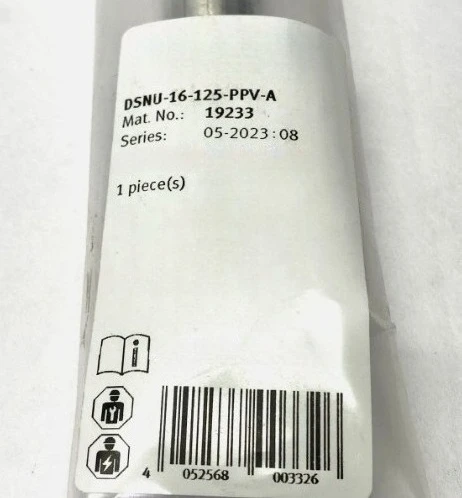 DSNU-16-125-PPV-A
Mat. No.: 19233
Series: 05-2023:08
1 piece(s)
4 052568 003326